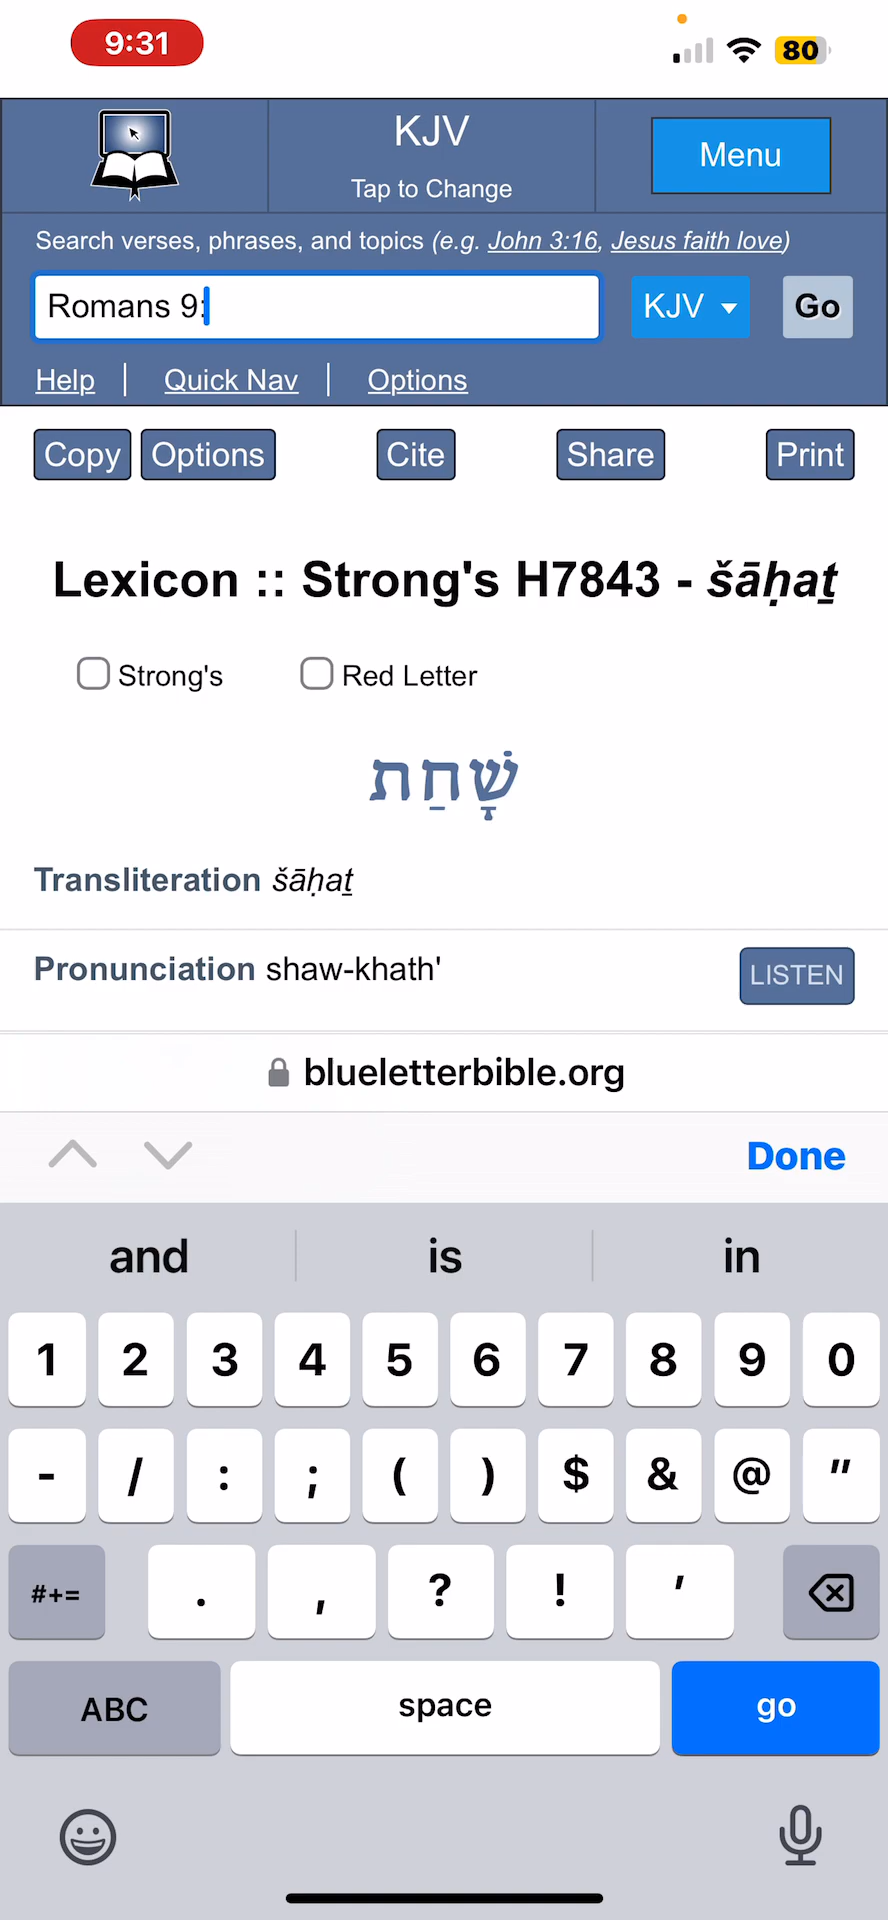 9:31
80
KJV
Tap to Change
Menu
Search verses, phrases, and topics (e.g. John 3:16, Jesus faith love)
Romans 9:
KJV
Go
Help | Quick Nav | Options
Copy Options Cite Share Print
Lexicon :: Strong's H7843 - šāḥaṯ
Strong's Red Letter
שָׁחַת
Transliteration šāḥaṯ
Pronunciation shaw-khath'
LISTEN
blueletterbible.org
Done
and is in
1 2 3 4 5 6 7 8 9 0
- / : ; ( ) $ & @ "
#+= . , ? ! '
ABC space go